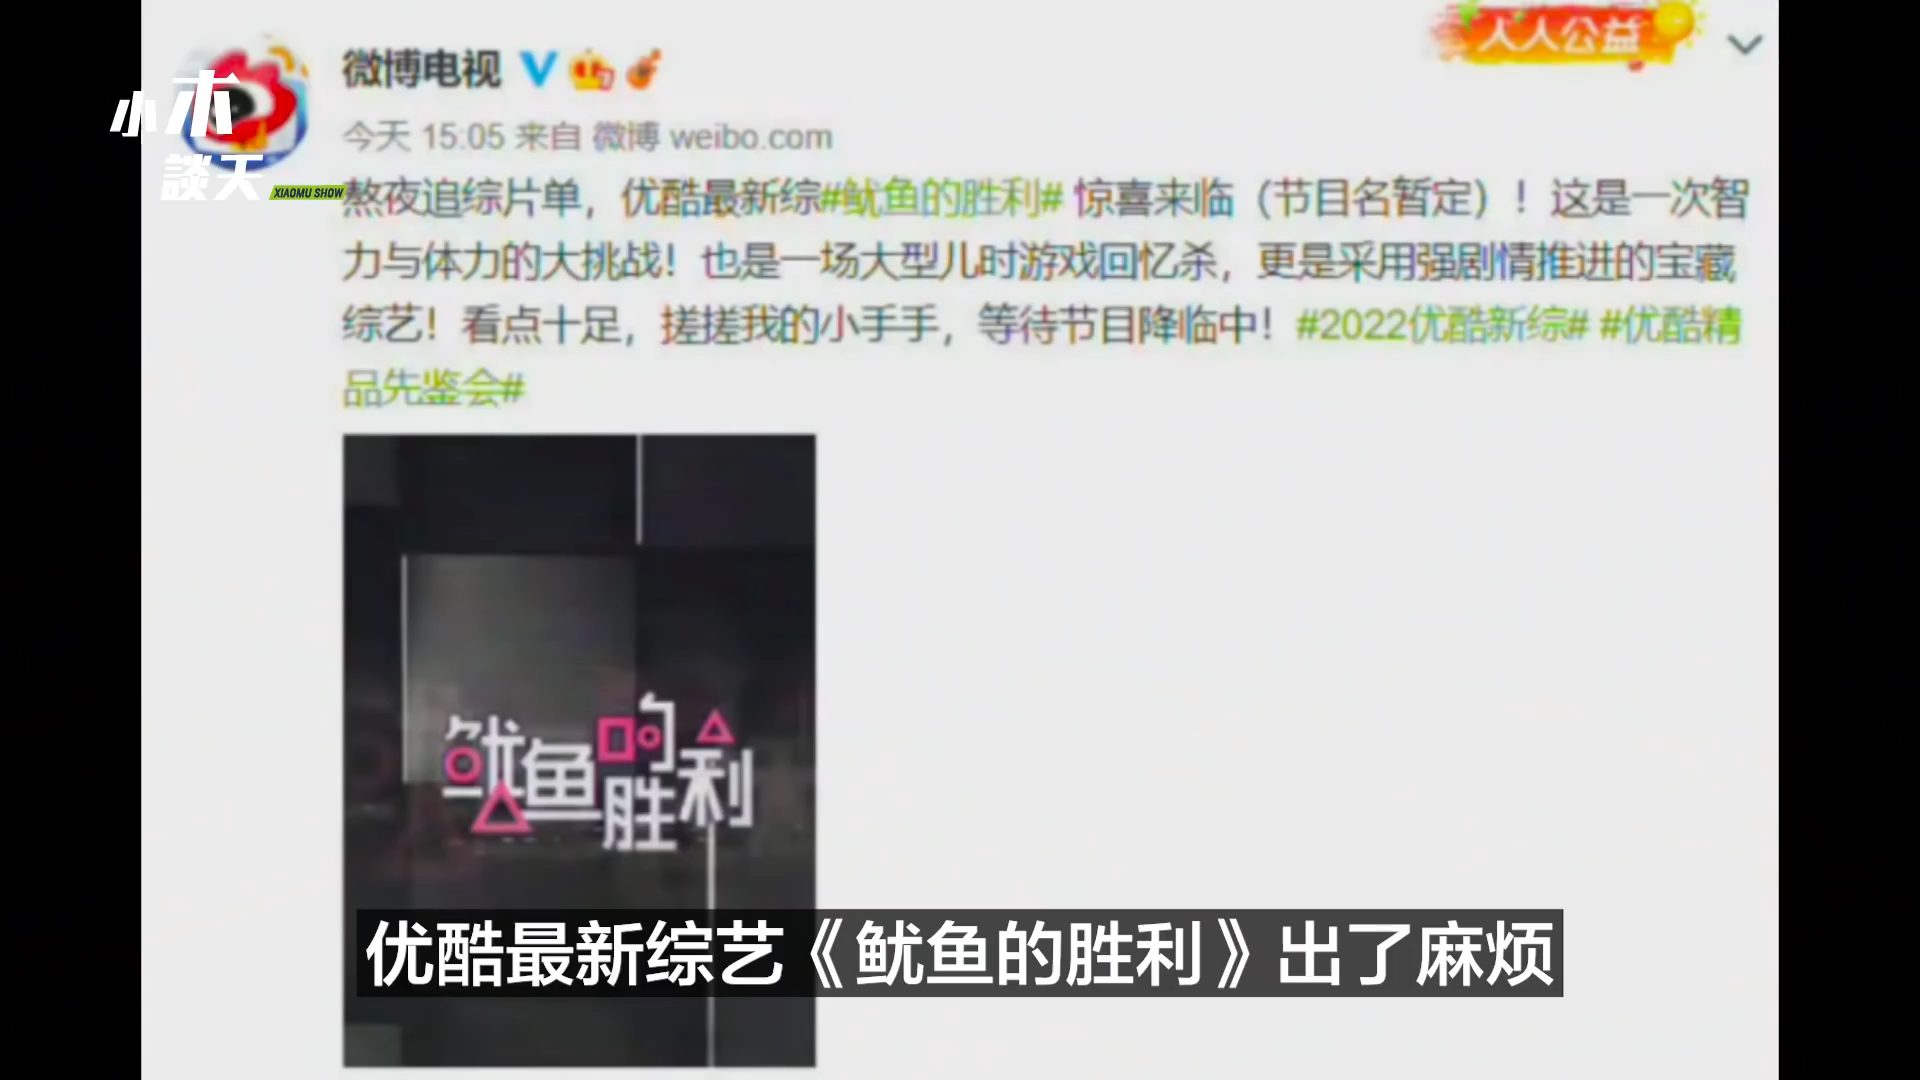 人人公益
微博电视
今天 15:05 来自 微博 weibo.com
小木
談天
XIAOMU SHOW
熬夜追综片单，优酷最新综#鱿鱼的胜利# 惊喜来临（节目名暂定）！这是一次智
力与体力的大挑战！也是一场大型儿时游戏回忆杀，更是采用强剧情推进的宝藏
综艺！看点十足，搓搓我的小手手，等待节目降临中！#2022优酷新综# #优酷精
品先鉴会#
鱿鱼的胜利
优酷最新综艺《鱿鱼的胜利》出了麻烦